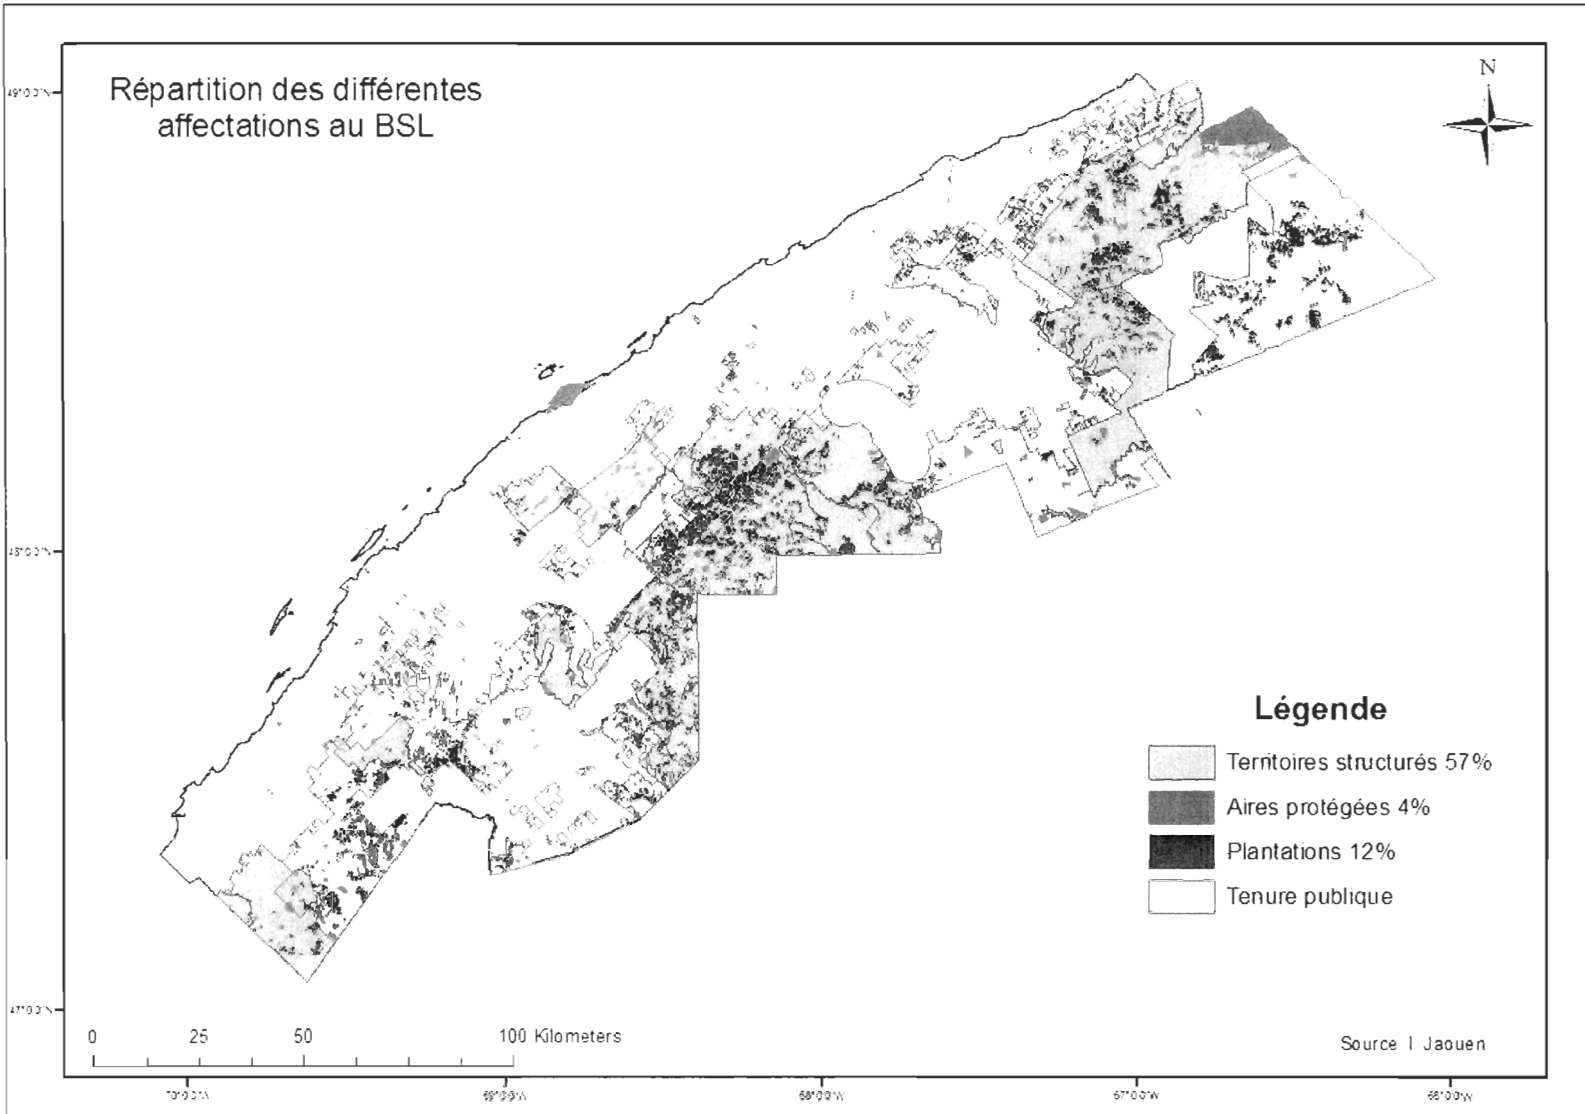 Répartition des différentes
affectations au BSL
N
Légende
Territoires structurés 57%
Aires protégées 4%
Plantations 12%
Tenure publique
0 25 50 100 Kilometers
Source I Jaouen